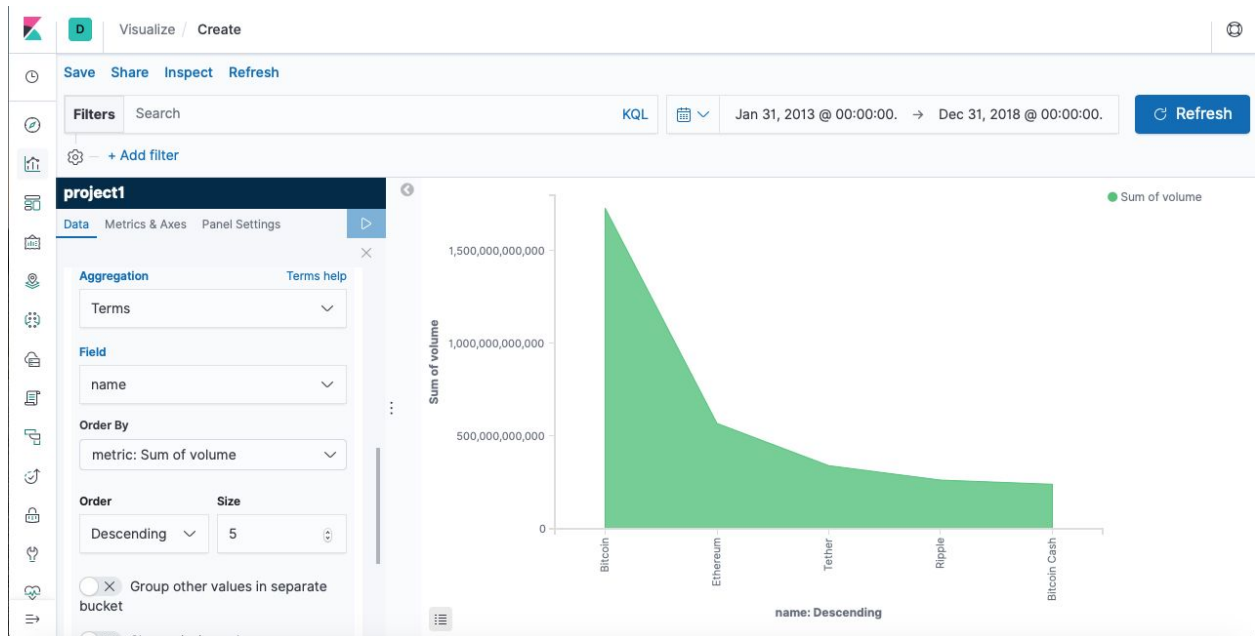 D
Visualize / Create
Save Share Inspect Refresh
Filters Search KQL Jan 31, 2013 @ 00:00:00. → Dec 31, 2018 @ 00:00:00. Refresh
+ Add filter
project1
Data Metrics & Axes Panel Settings
Aggregation Terms help
Terms
Field
name
Order By
metric: Sum of volume
Order Size
Descending 5
Group other values in separate
bucket
Sum of volume
1,500,000,000,000
1,000,000,000,000
500,000,000,000
0
Sum of volume
Bitcoin
Ethereum
Tether
Ripple
Bitcoin Cash
name: Descending